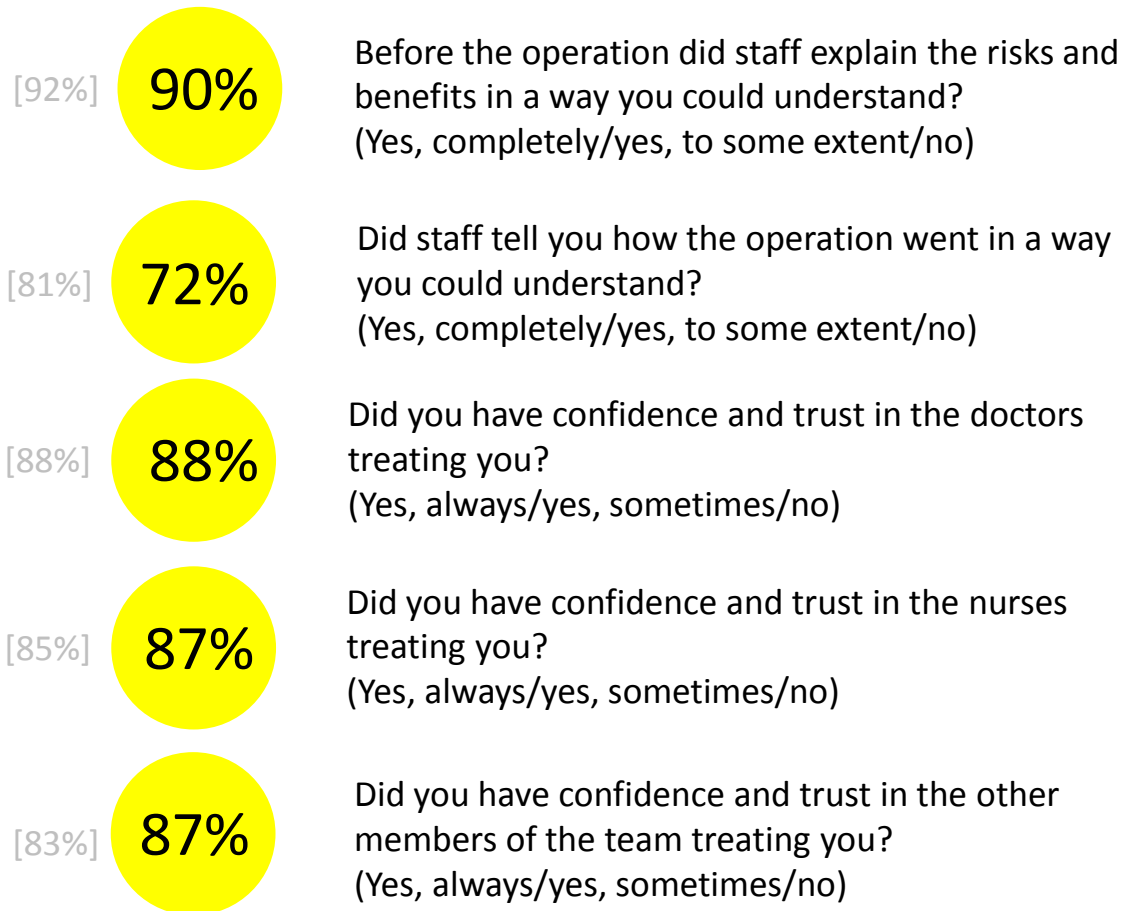 [92%] 90% Before the operation did staff explain the risks and
benefits in a way you could understand?
(Yes, completely/yes, to some extent/no)
[81%] 72% Did staff tell you how the operation went in a way
you could understand?
(Yes, completely/yes, to some extent/no)
[88%] 88% Did you have confidence and trust in the doctors
treating you?
(Yes, always/yes, sometimes/no)
[85%] 87% Did you have confidence and trust in the nurses
treating you?
(Yes, always/yes, sometimes/no)
[83%] 87% Did you have confidence and trust in the other
members of the team treating you?
(Yes, always/yes, sometimes/no)